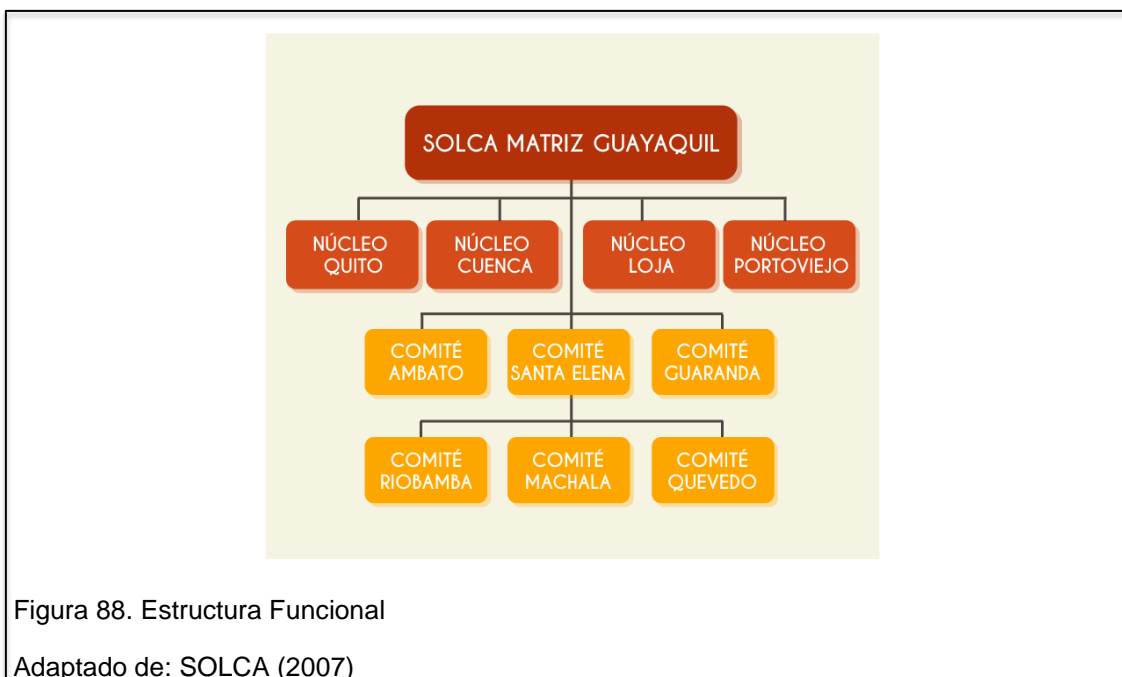 SOLCA MATRIZ GUAYAQUIL
NÚCLEO
QUITO
NÚCLEO
CUENCA
NÚCLEO
LOJA
NÚCLEO
PORTOVIEJO
COMITÉ
AMBATO
COMITÉ
SANTA ELENA
COMITÉ
GUARANDA
COMITÉ
RIOBAMBA
COMITÉ
MACHALA
COMITÉ
QUEVEDO
Figura 88. Estructura Funcional
Adaptado de: SOLCA (2007)